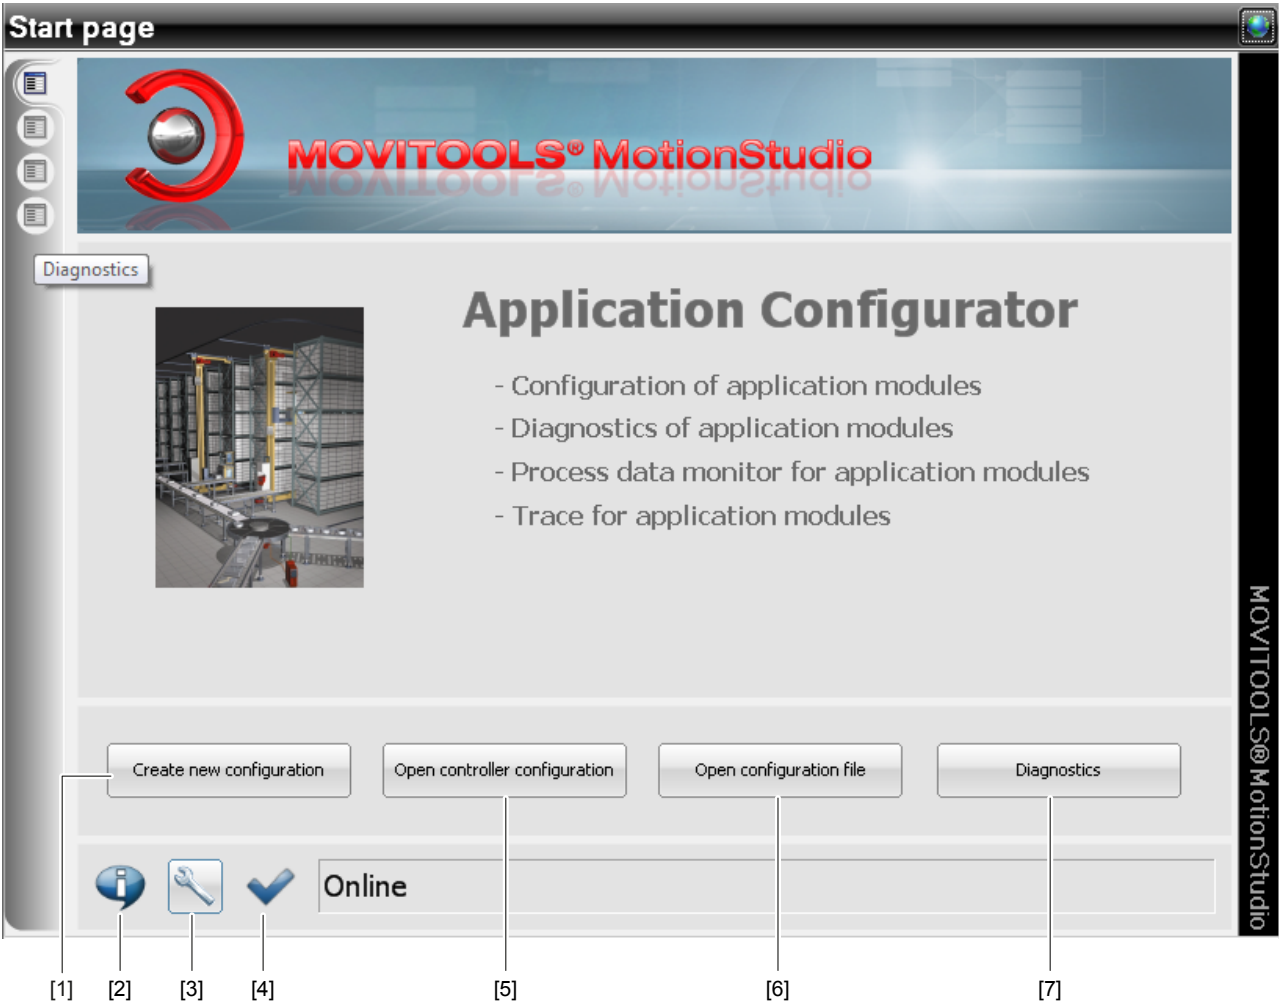 Start page
MOVITOOLS® MotionStudio
Diagnostics
Application Configurator
- Configuration of application modules
- Diagnostics of application modules
- Process data monitor for application modules
- Trace for application modules
Create new configuration
Open controller configuration
Open configuration file
Diagnostics
Online
MOVITOOLS® MotionStudio
[1]
[2]
[3]
[4]
[5]
[6]
[7]